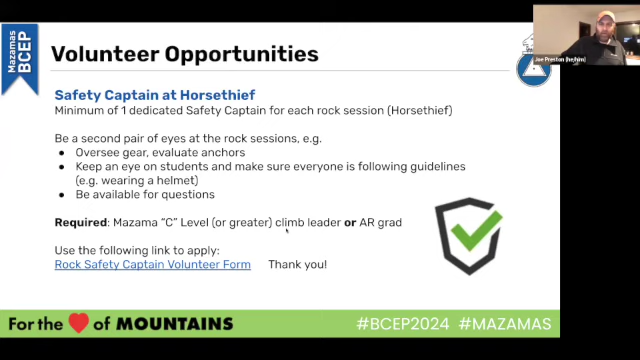 Mazamas
BCEP
Volunteer Opportunities
Joe Preston (he/him)
Safety Captain at Horsethief
Minimum of 1 dedicated Safety Captain for each rock session (Horsethief)
Be a second pair of eyes at the rock sessions, e.g.
● Oversee gear, evaluate anchors
● Keep an eye on students and make sure everyone is following guidelines
(e.g. wearing a helmet)
● Be available for questions
Required: Mazama “C” Level (or greater) climb leader or AR grad
Use the following link to apply:
Rock Safety Captain Volunteer Form Thank you!
For the ❤ of MOUNTAINS #BCEP2024 #MAZAMAS